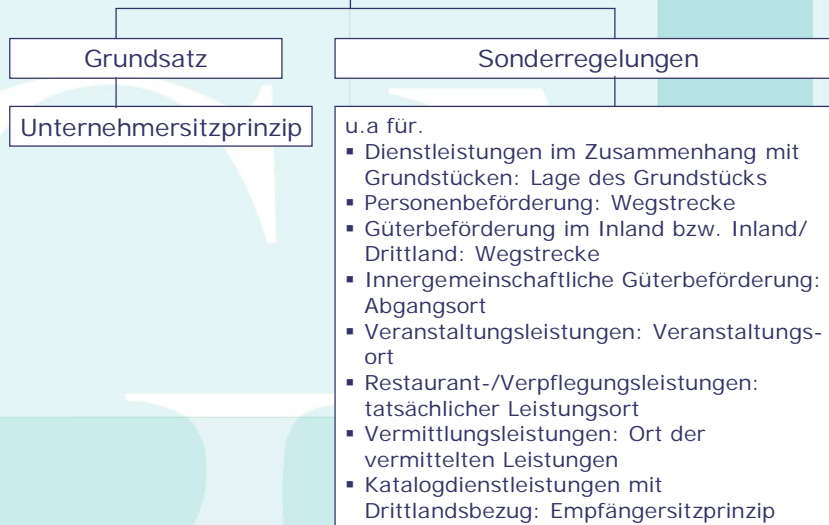 Grundsatz
Sonderregelungen
Unternehmersitzprinzip
u.a für.
▪ Dienstleistungen im Zusammenhang mit
Grundstücken: Lage des Grundstücks
▪ Personenbeförderung: Wegstrecke
▪ Güterbeförderung im Inland bzw. Inland/
Drittland: Wegstrecke
▪ Innergemeinschaftliche Güterbeförderung:
Abgangsort
▪ Veranstaltungsleistungen: Veranstaltungs-
ort
▪ Restaurant-/Verpflegungsleistungen:
tatsächlicher Leistungsort
▪ Vermittlungsleistungen: Ort der
vermittelten Leistungen
▪ Katalogdienstleistungen mit
Drittlandsbezug: Empfängersitzprinzip